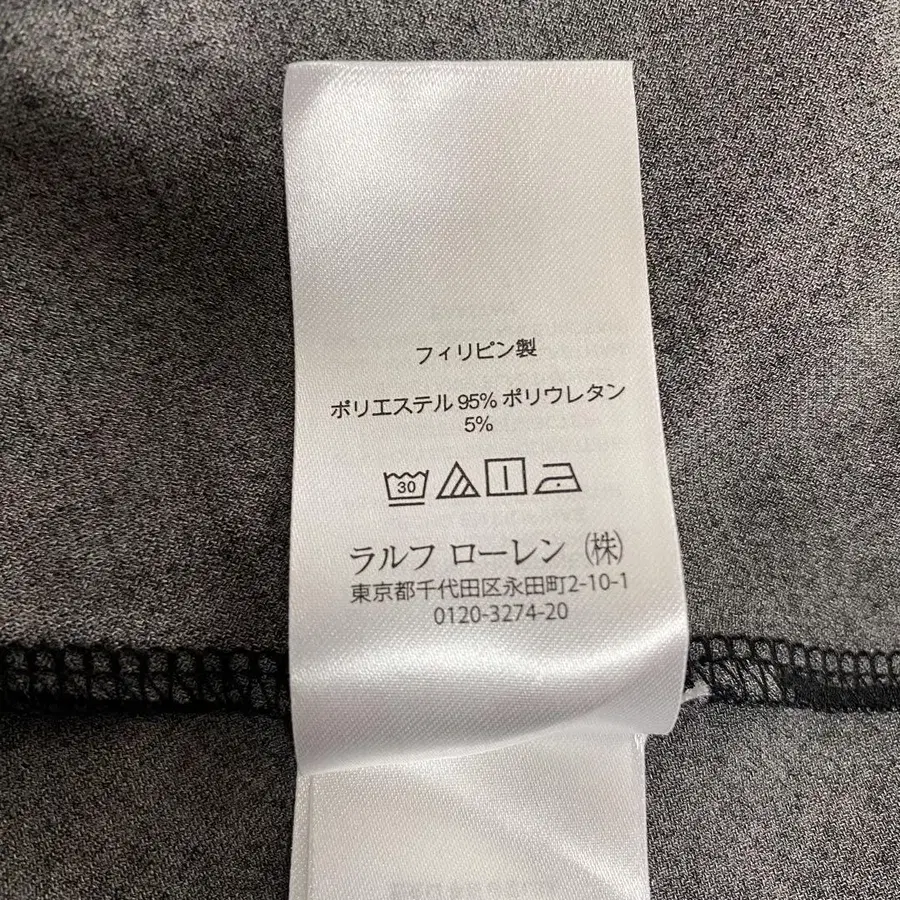 フィリピン製
ポリエステル 95% ポリウレタン
5%
30
ラルフ ローレン (株)
東京都千代田区永田町2-10-1
0120-3274-20